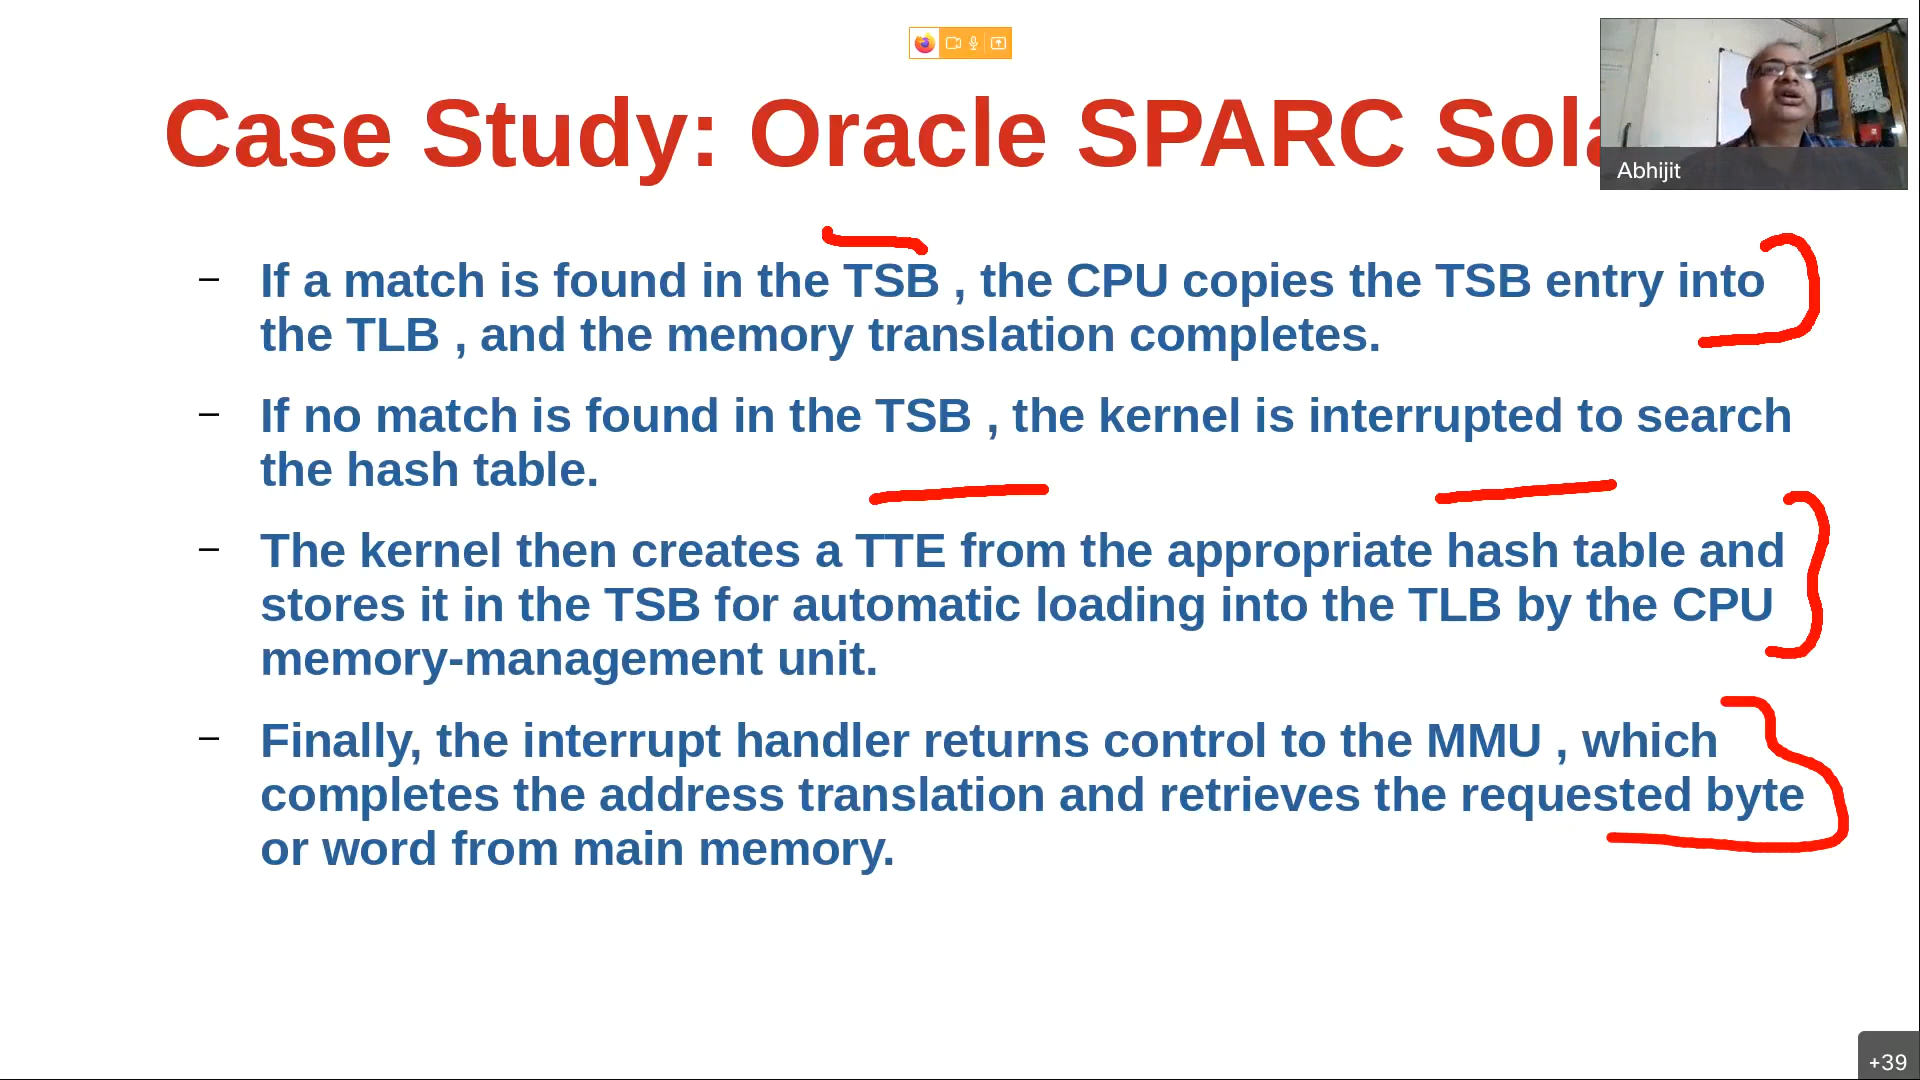 Case Study: Oracle SPARC Sola
Abhijit
– If a match is found in the TSB , the CPU copies the TSB entry into
the TLB , and the memory translation completes.
– If no match is found in the TSB , the kernel is interrupted to search
the hash table.
– The kernel then creates a TTE from the appropriate hash table and
stores it in the TSB for automatic loading into the TLB by the CPU
memory-management unit.
– Finally, the interrupt handler returns control to the MMU , which
completes the address translation and retrieves the requested byte
or word from main memory.
+39